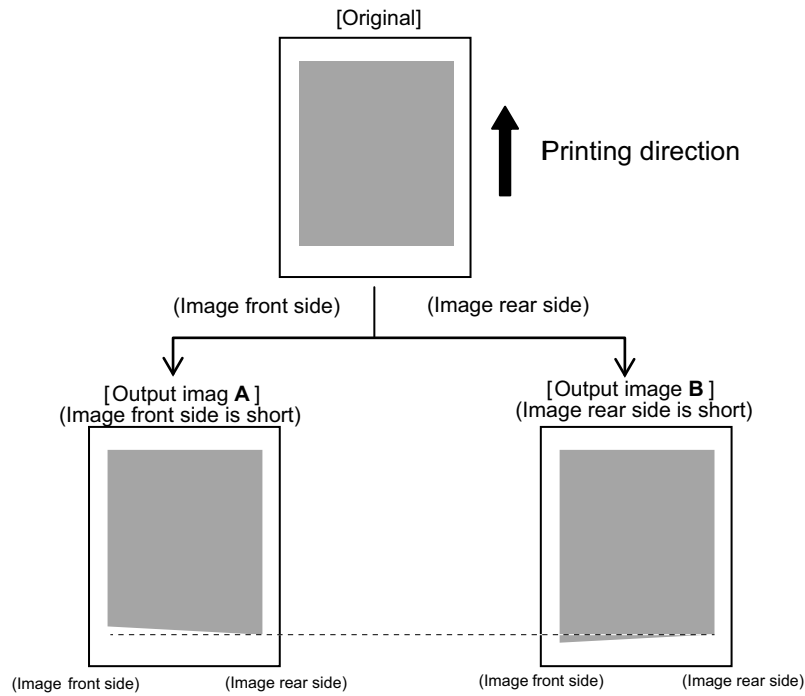 [Original]
Printing direction
(Image front side)
(Image rear side)
[Output imag A]
(Image front side is short)
[Output image B]
(Image rear side is short)
(Image front side)
(Image rear side)
(Image front side)
(Image rear side)